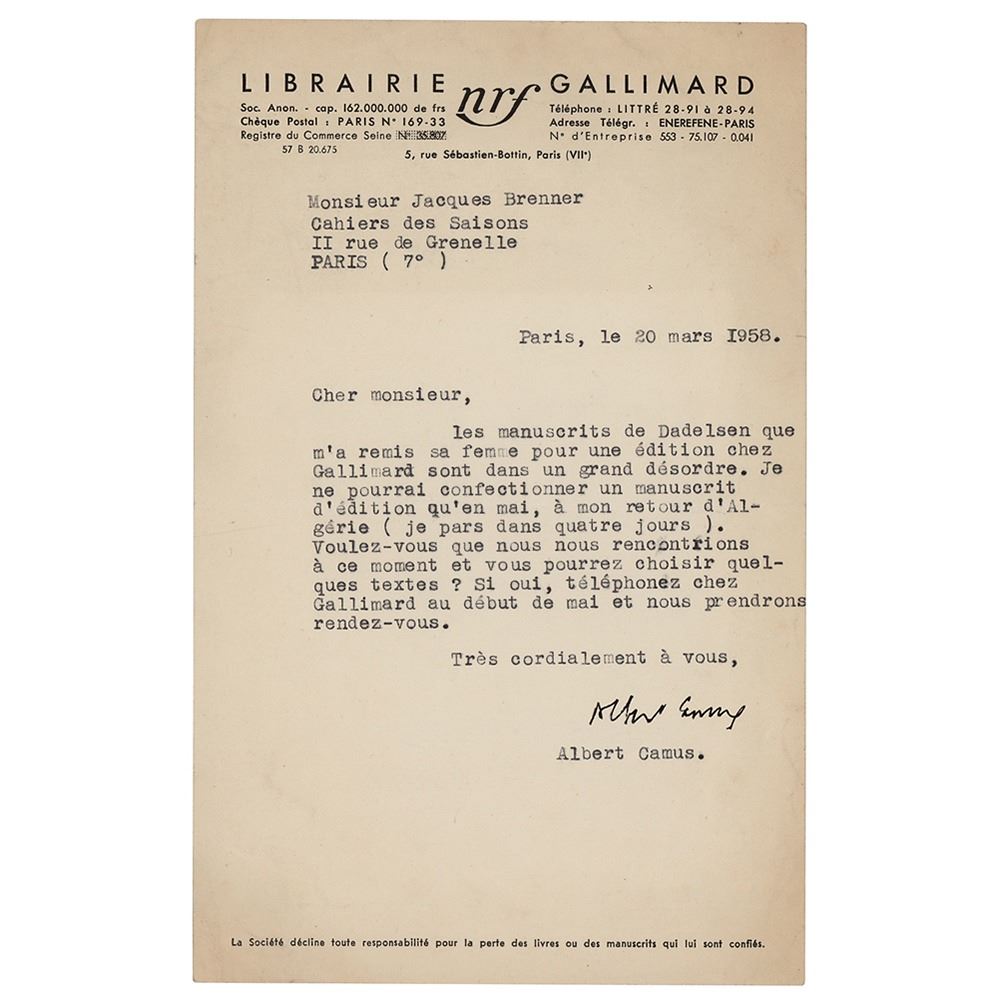 LIBRAIRIE nrf GALLIMARD
Soc. Anon. - cap. 162.000.000 de frs
Chèque Postal : PARIS N° 169-33
Registre du Commerce Seine N° 35.807
57 B 20.675
Téléphone : LITTRÉ 28-91 à 28-94
Adresse Télégr. : ENEREFENE-PARIS
N° d'Entreprise 553 - 75.107 - 0.041
5, rue Sébastien-Bottin, Paris (VII°)
Monsieur Jacques Brenner
Cahiers des Saisons
II rue de Grenelle
PARIS ( 7° )
Paris, le 20 mars I958.
Cher monsieur,
les manuscrits de Dadelsen que
m'a remis sa femme pour une édition chez
Gallimard sont dans un grand désordre. Je
ne pourrai confectionner un manuscrit
d'édition qu'en mai, à mon retour d'Al-
gérie ( je pars dans quatre jours ).
Voulez-vous que nous nous rencontrions
à ce moment et vous pourrez choisir quel-
ques textes ? Si oui, téléphonez chez
Gallimard au début de mai et nous prendrons
rendez-vous.
Très cordialement à vous,
Albert Camus
Albert Camus.
La Société décline toute responsabilité pour la perte des livres ou des manuscrits qui lui sont confiés.